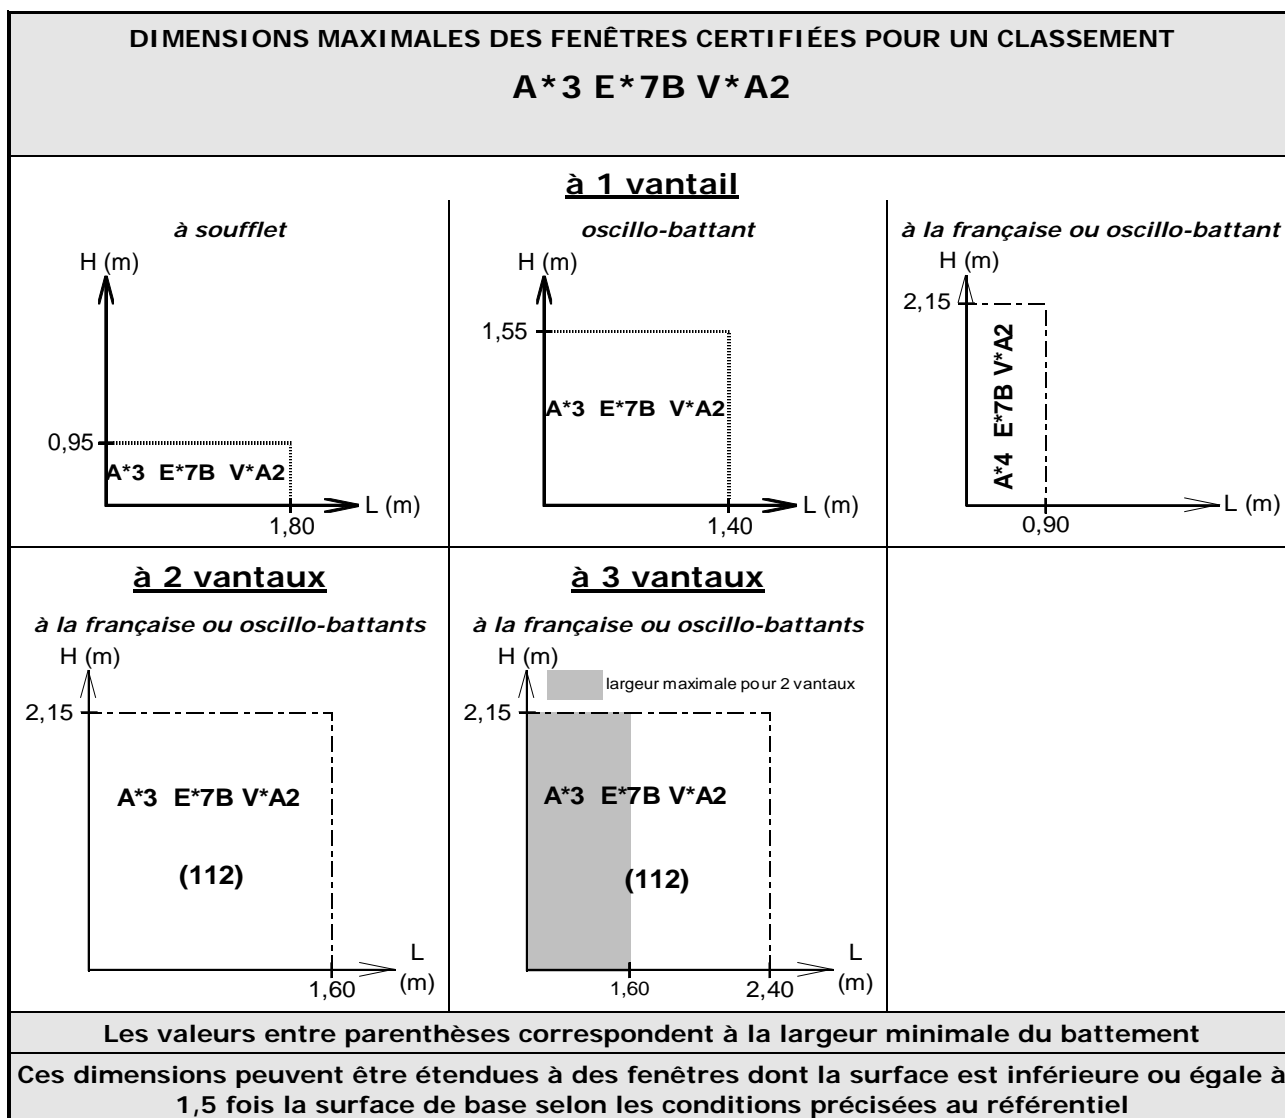 DIMENSIONS MAXIMALES DES FENÊTRES CERTIFIÉES POUR UN CLASSEMENT
A*3 E*7B V*A2
à 1 vantail
à soufflet
H (m)
0,95
A*3 E*7B V*A2
1,80
L (m)
oscillo-battant
H (m)
1,55
A*3 E*7B V*A2
1,40
L (m)
à la française ou oscillo-battant
H (m)
2,15
A*4 E*7B V*A2
0,90
L (m)
à 2 vantaux
à la française ou oscillo-battants
H (m)
2,15
A*3 E*7B V*A2
(112)
1,60
L
(m)
à 3 vantaux
à la française ou oscillo-battants
H (m)
largeur maximale pour 2 vantaux
2,15
A*3 E*7B V*A2
(112)
1,60
2,40
L
(m)
Les valeurs entre parenthèses correspondent à la largeur minimale du battement
Ces dimensions peuvent être étendues à des fenêtres dont la surface est inférieure ou égale à
1,5 fois la surface de base selon les conditions précisées au référentiel